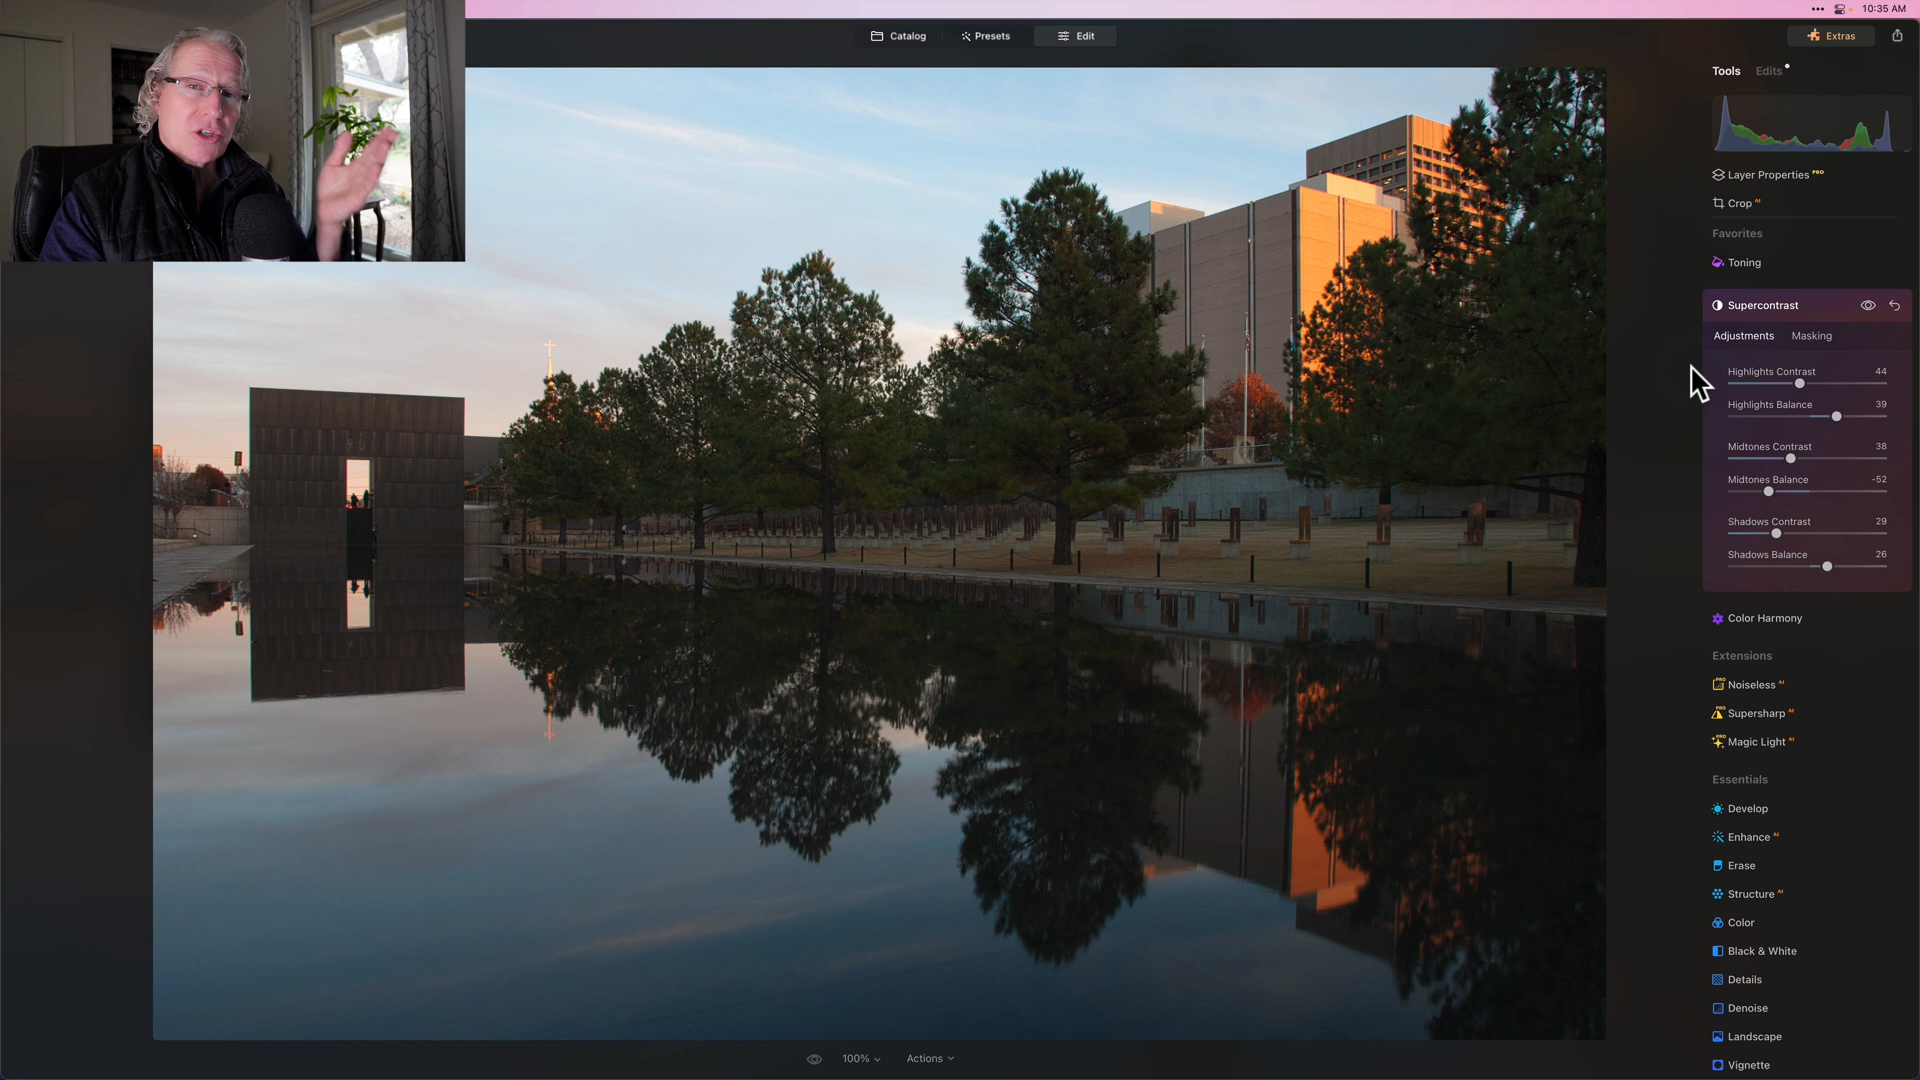 10:35 AM
Catalog
Presets
Edit
Extras
Tools
Edits
Layer Properties PRO
Crop AI
Favorites
Toning
Supercontrast
Adjustments
Masking
Highlights Contrast 44
Highlights Balance 39
Midtones Contrast 38
Midtones Balance -52
Shadows Contrast 29
Shadows Balance 26
Color Harmony
Extensions
PRO Noiseless AI
PRO Supersharp AI
PRO Magic Light AI
Essentials
Develop
Enhance AI
Erase
Structure AI
Color
Black & White
Details
Denoise
Landscape
Vignette
100%
Actions